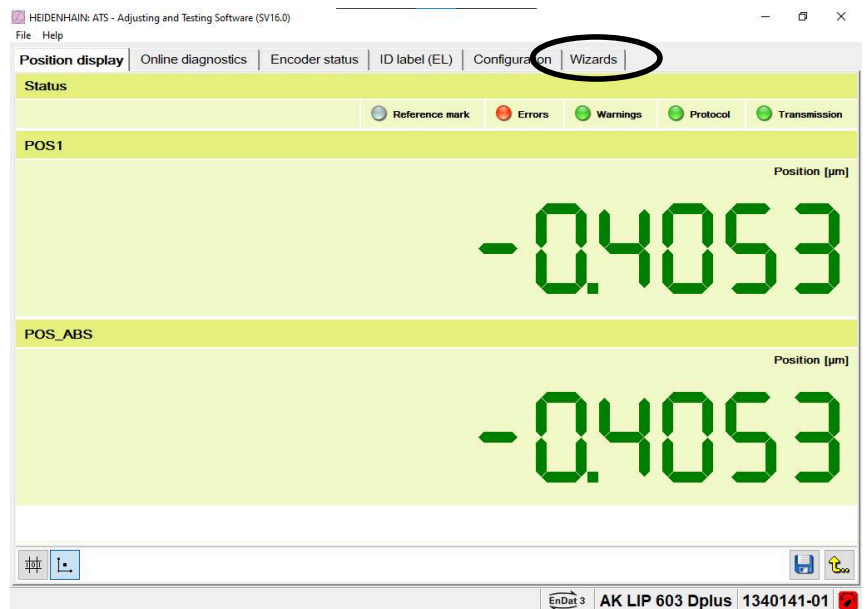 HEIDENHAIN: ATS - Adjusting and Testing Software (SV16.0)
File Help
Position display Online diagnostics Encoder status ID label (EL) Configuration Wizards
Status
Reference mark Errors Warnings Protocol Transmission
POS1
Position [µm]
-0.4053
POS_ABS
Position [µm]
-0.4053
EnDat 3 AK LIP 603 Dplus 1340141-01